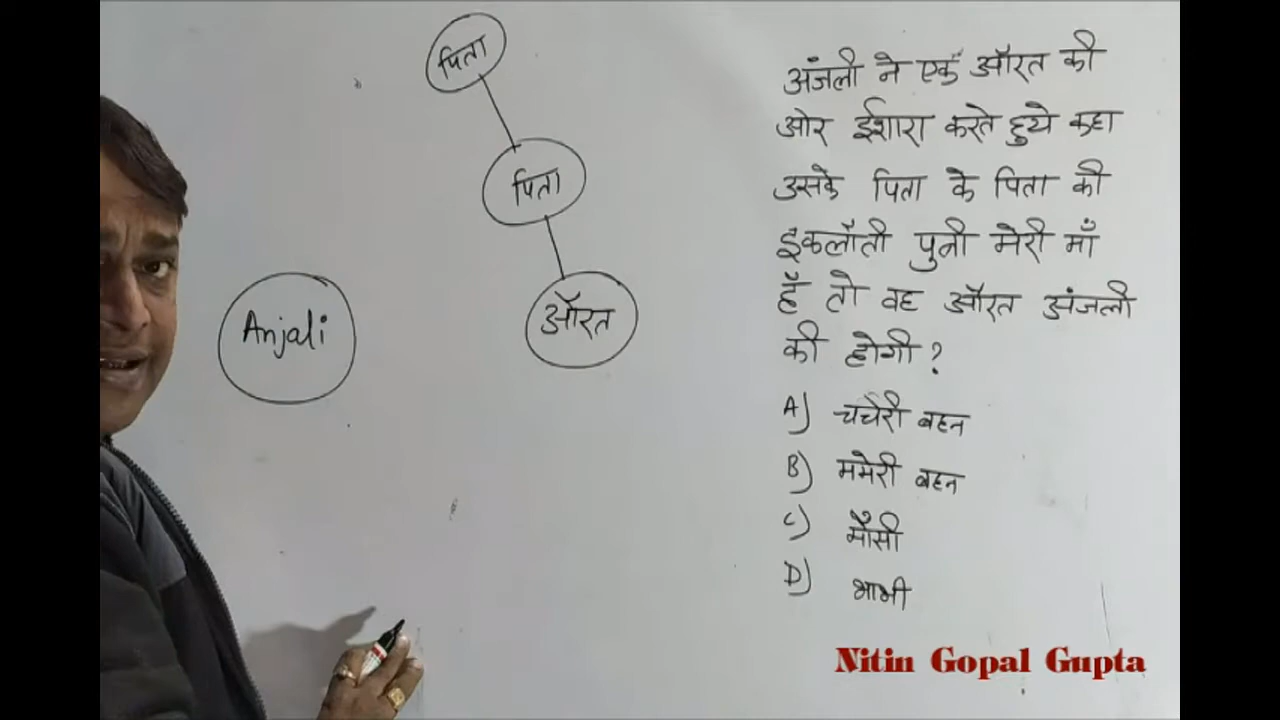 पिता
पिता
औरत
Anjali
अंजली ने एक औरत की
ओर ईशारा करते हुये कहा
उसके पिता के पिता की
इकलौती पुत्री मेरी माँ
है तो वह औरत अंजली
की होगी?
A) चचेरी बहन
B) ममेरी बहन
C) मौसी
D) भाभी
Nitin Gopal Gupta